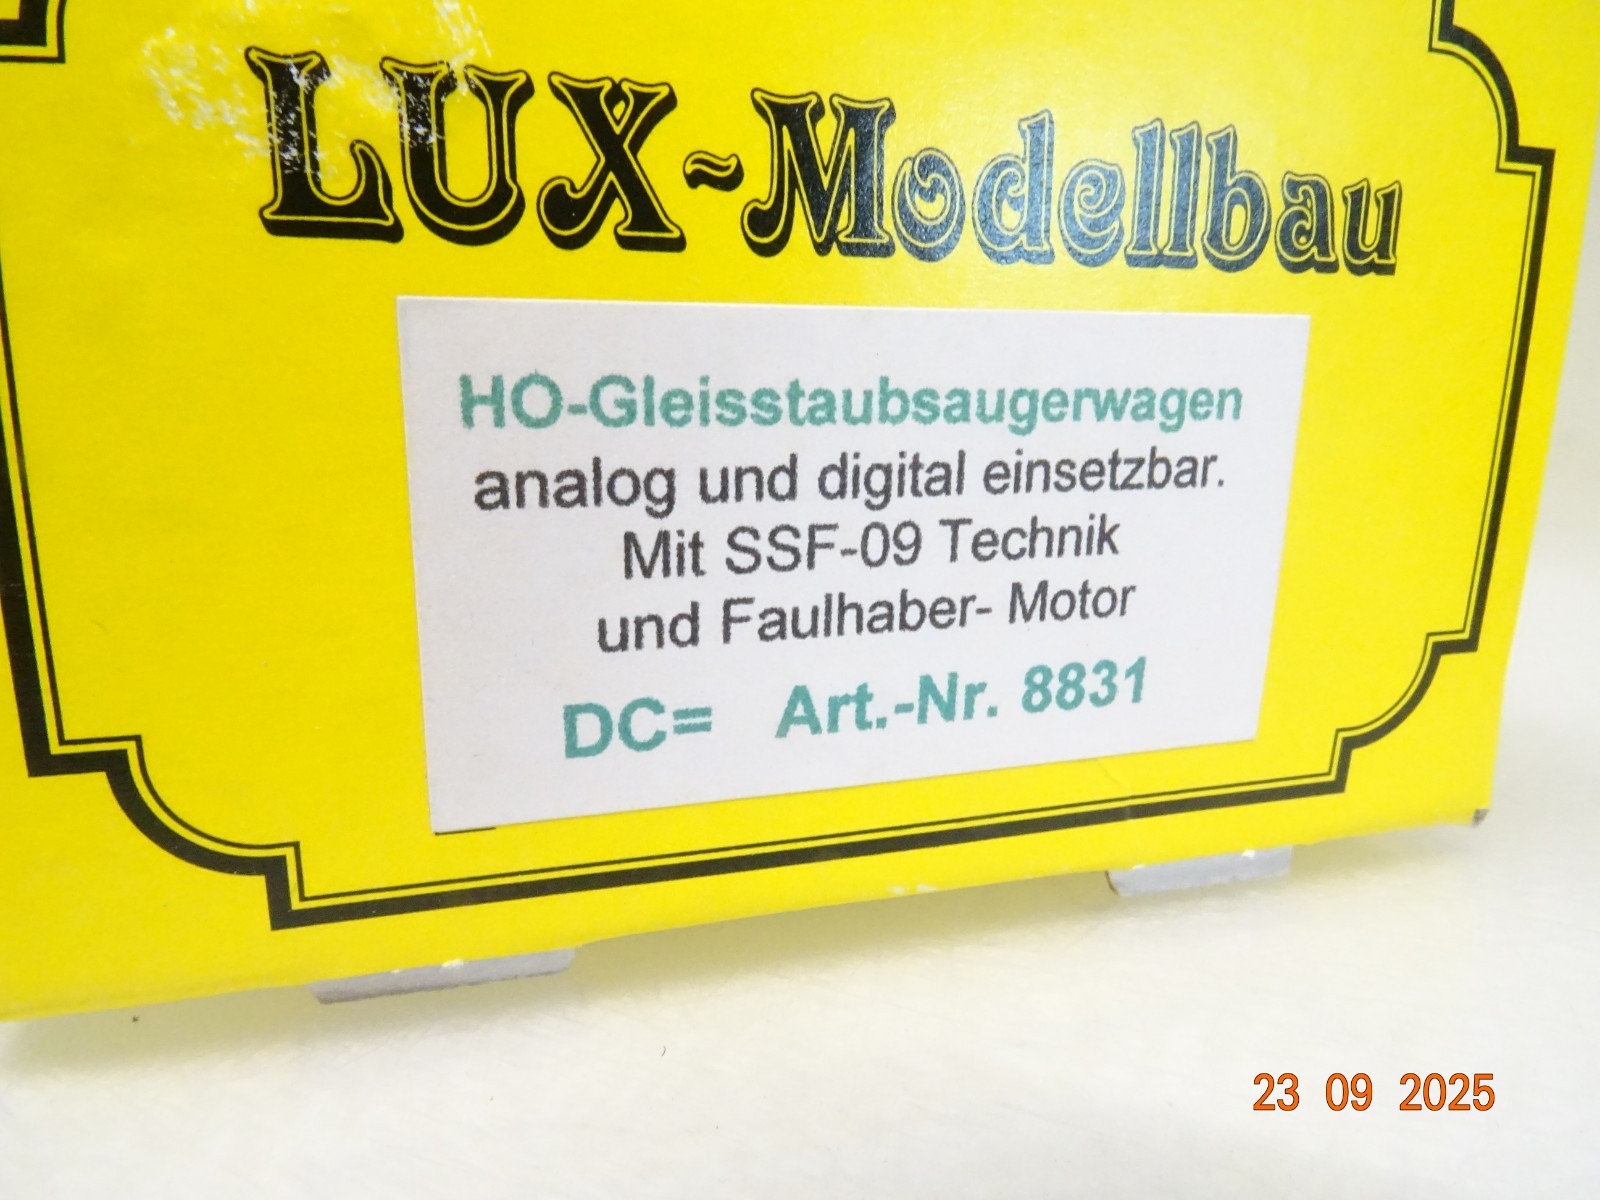 LUX-Modellbau
HO-Gleisstaubsaugerwagen
analog und digital einsetzbar.
Mit SSF-09 Technik
und Faulhaber- Motor
DC= Art.-Nr. 8831
23 09 2025